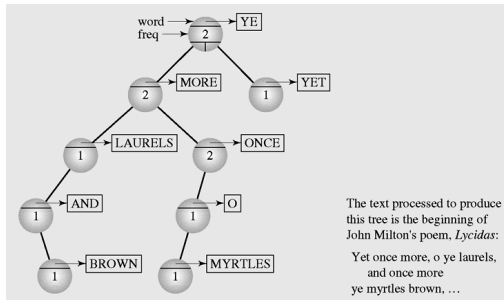 word YE
freq 2
MORE YET
2 1
LAURELS ONCE
1 2
AND O
1 1
BROWN MYRTLES
1 1
The text processed to produce
this tree is the beginning of
John Milton's poem, Lycidas:
Yet once more, o ye laurels,
and once more
ye myrtles brown, …